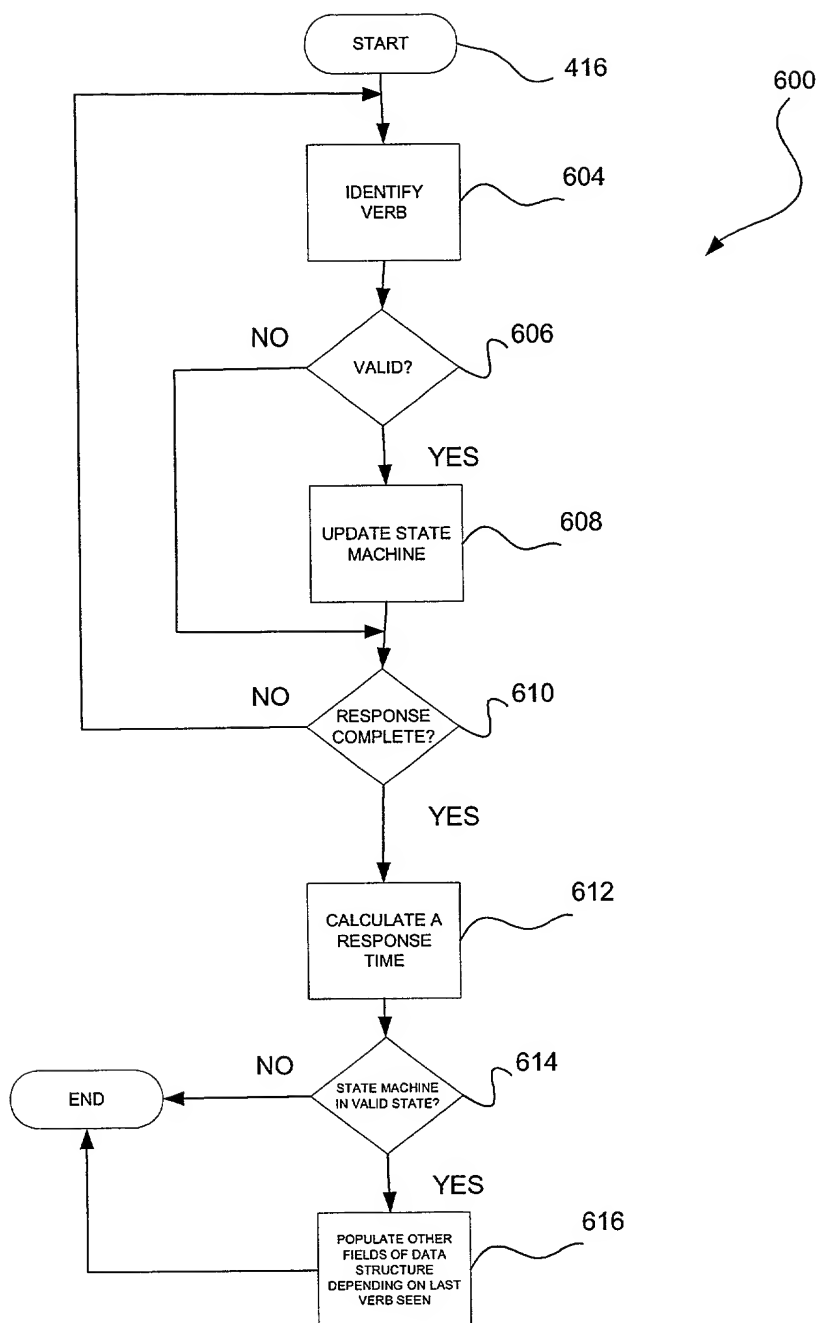 START
416
600
IDENTIFY
VERB
604
NO
VALID?
606
YES
UPDATE STATE
MACHINE
608
NO
RESPONSE
COMPLETE?
610
YES
CALCULATE A
RESPONSE
TIME
612
END
NO
STATE MACHINE
IN VALID STATE?
614
YES
POPULATE OTHER
FIELDS OF DATA
STRUCTURE
DEPENDING ON LAST
VERB SEEN
616